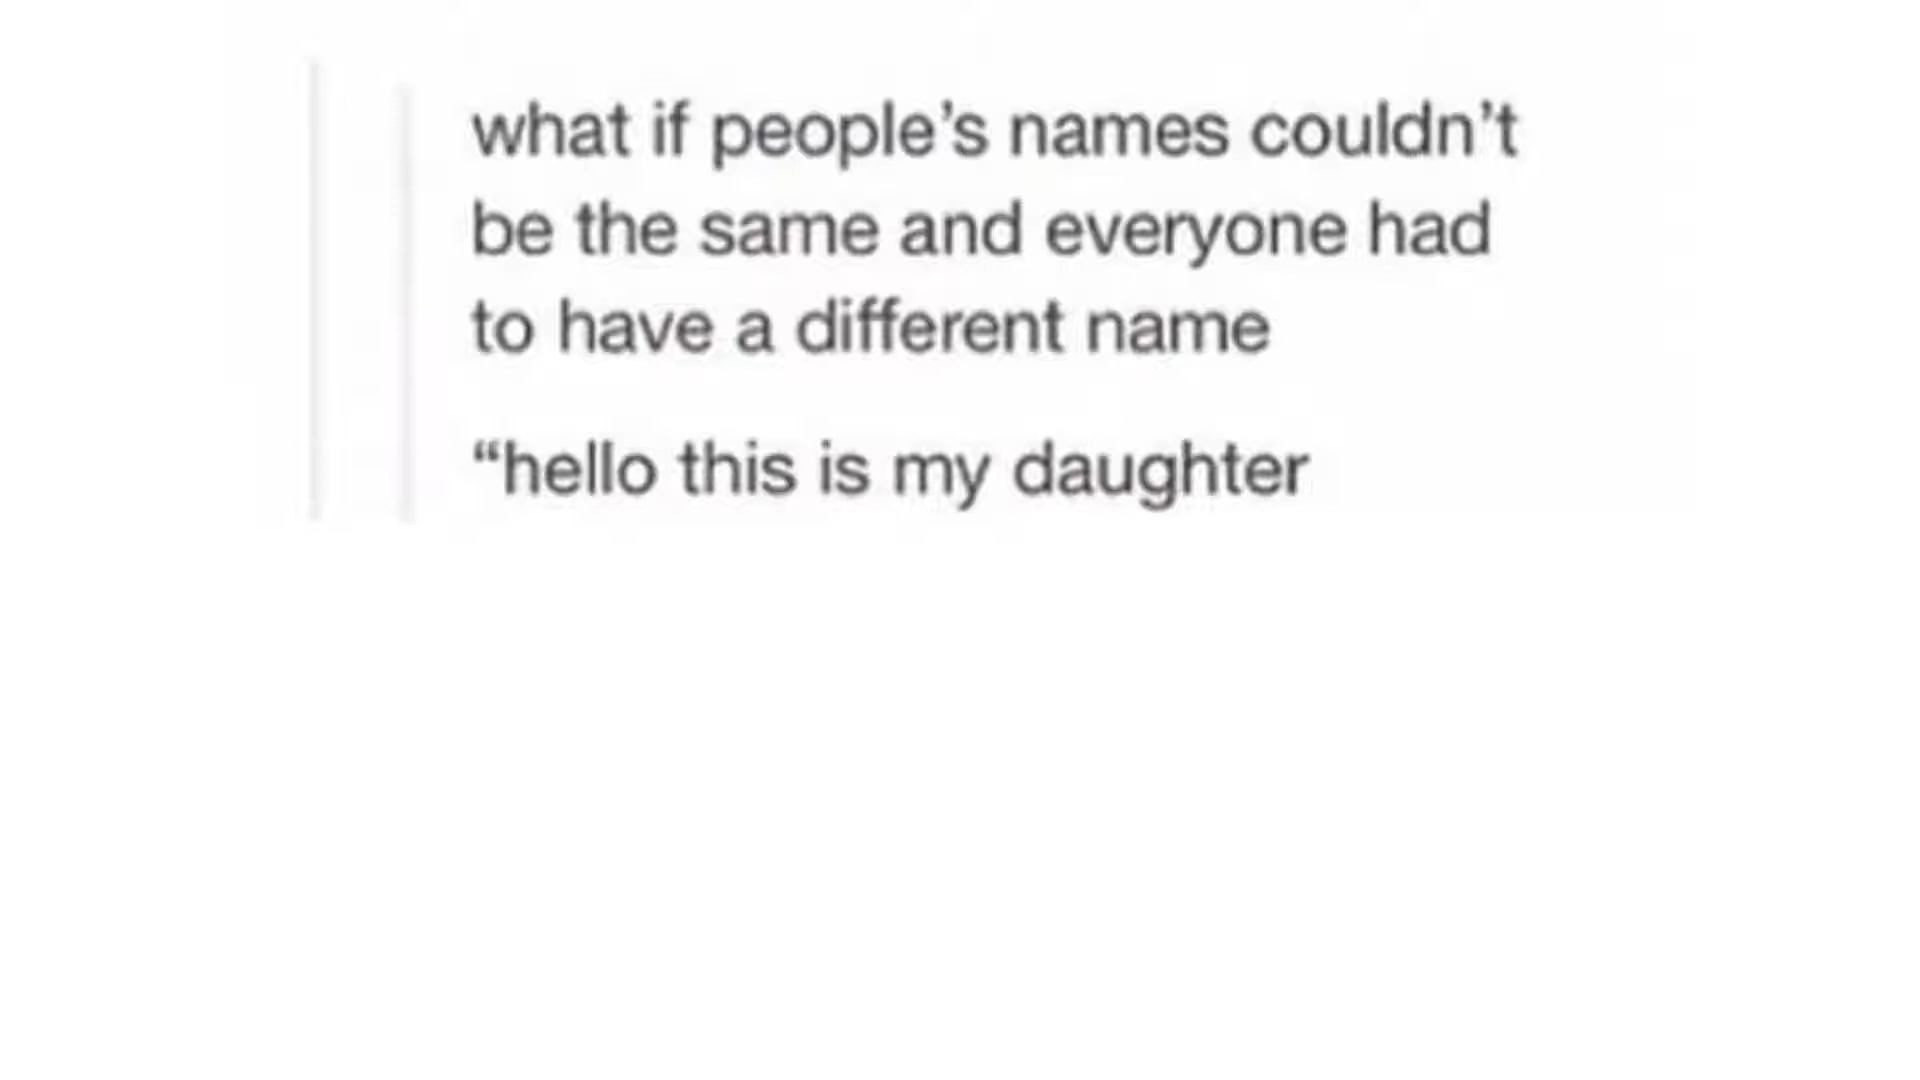 what if people’s names couldn’t
be the same and everyone had
to have a different name
“hello this is my daughter